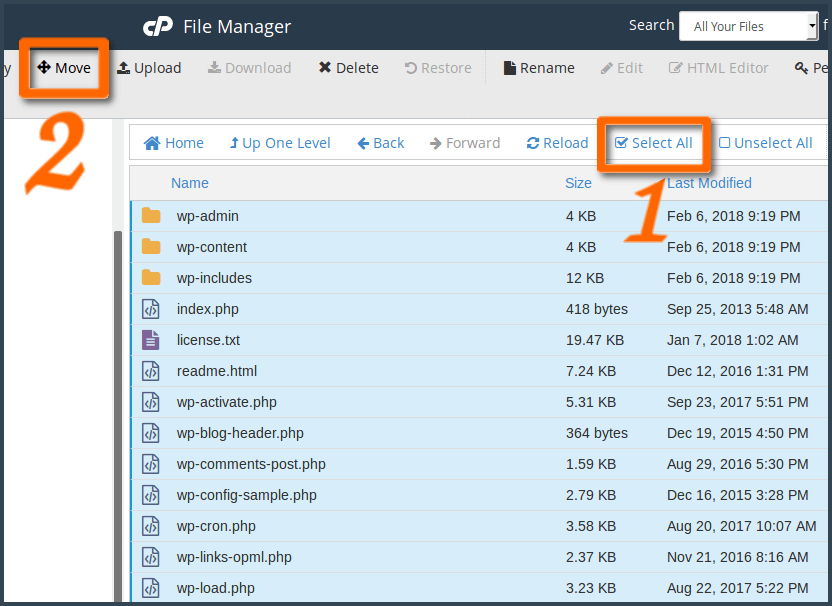 cP File Manager Search All Your Files f
y Move Upload Download Delete Restore Rename Edit HTML Editor Pe
2
Home Up One Level Back Forward Reload Select All Unselect All
1
Name Size Last Modified
wp-admin 4 KB Feb 6, 2018 9:19 PM
wp-content 4 KB Feb 6, 2018 9:19 PM
wp-includes 12 KB Feb 6, 2018 9:19 PM
index.php 418 bytes Sep 25, 2013 5:48 AM
license.txt 19.47 KB Jan 7, 2018 1:02 AM
readme.html 7.24 KB Dec 12, 2016 1:31 PM
wp-activate.php 5.31 KB Sep 23, 2017 5:51 PM
wp-blog-header.php 364 bytes Dec 19, 2015 4:50 PM
wp-comments-post.php 1.59 KB Aug 29, 2016 5:30 PM
wp-config-sample.php 2.79 KB Dec 16, 2015 3:28 PM
wp-cron.php 3.58 KB Aug 20, 2017 10:07 AM
wp-links-opml.php 2.37 KB Nov 21, 2016 8:16 AM
wp-load.php 3.23 KB Aug 22, 2017 5:22 PM